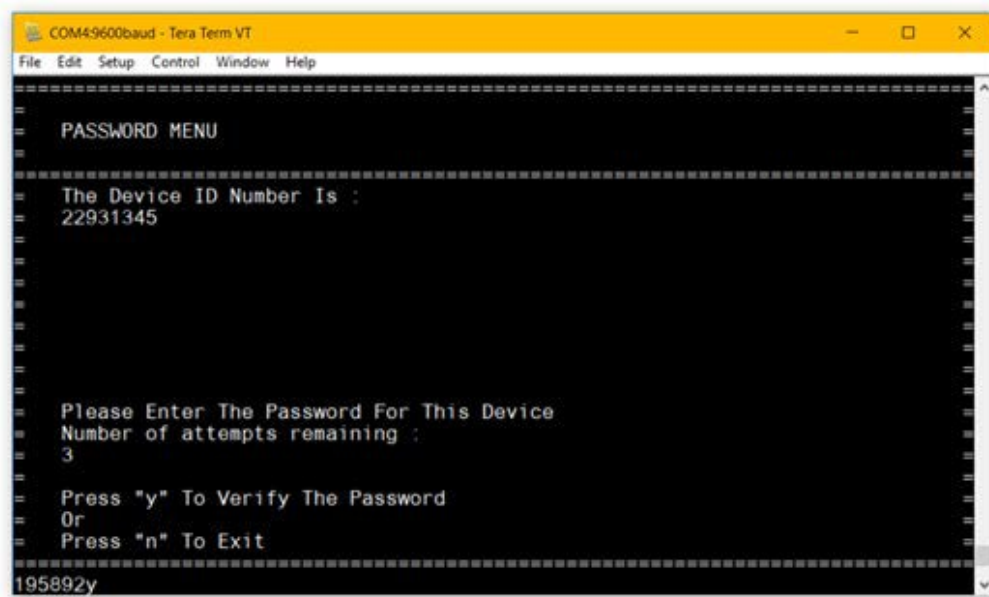 COM4:9600baud - Tera Term VT
File Edit Setup Control Window Help
PASSWORD MENU
The Device ID Number Is :
22931345
Please Enter The Password For This Device
Number of attempts remaining :
3
Press "y" To Verify The Password
Or
Press "n" To Exit
195892y